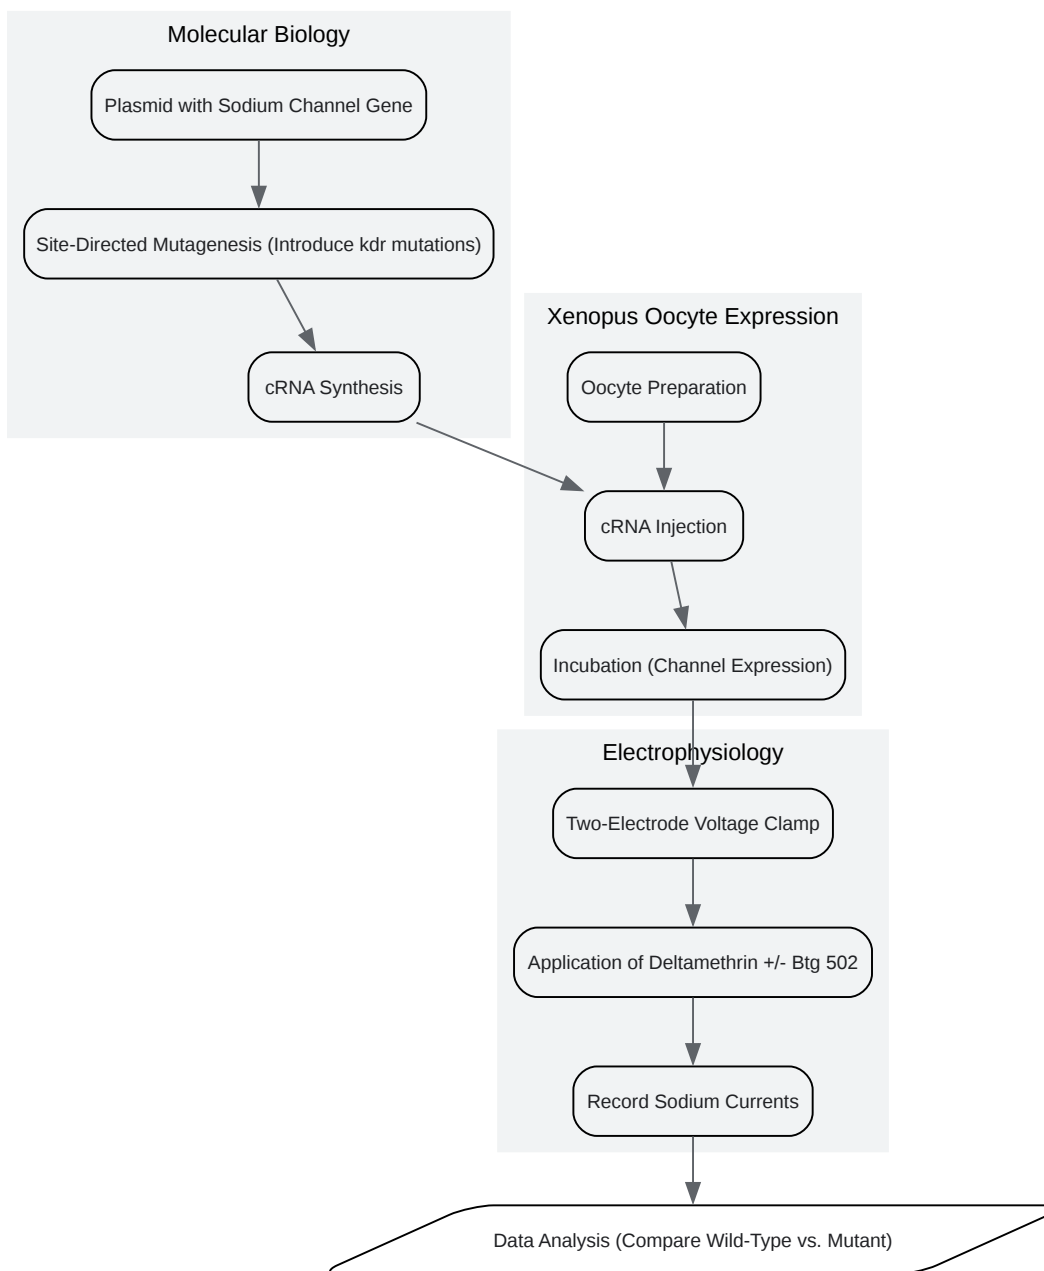 Molecular Biology
Plasmid with Sodium Channel Gene
Site-Directed Mutagenesis (Introduce kdr mutations)
cRNA Synthesis
Xenopus Oocyte Expression
Oocyte Preparation
cRNA Injection
Incubation (Channel Expression)
Electrophysiology
Two-Electrode Voltage Clamp
Application of Deltamethrin +/- Btg 502
Record Sodium Currents
Data Analysis (Compare Wild-Type vs. Mutant)